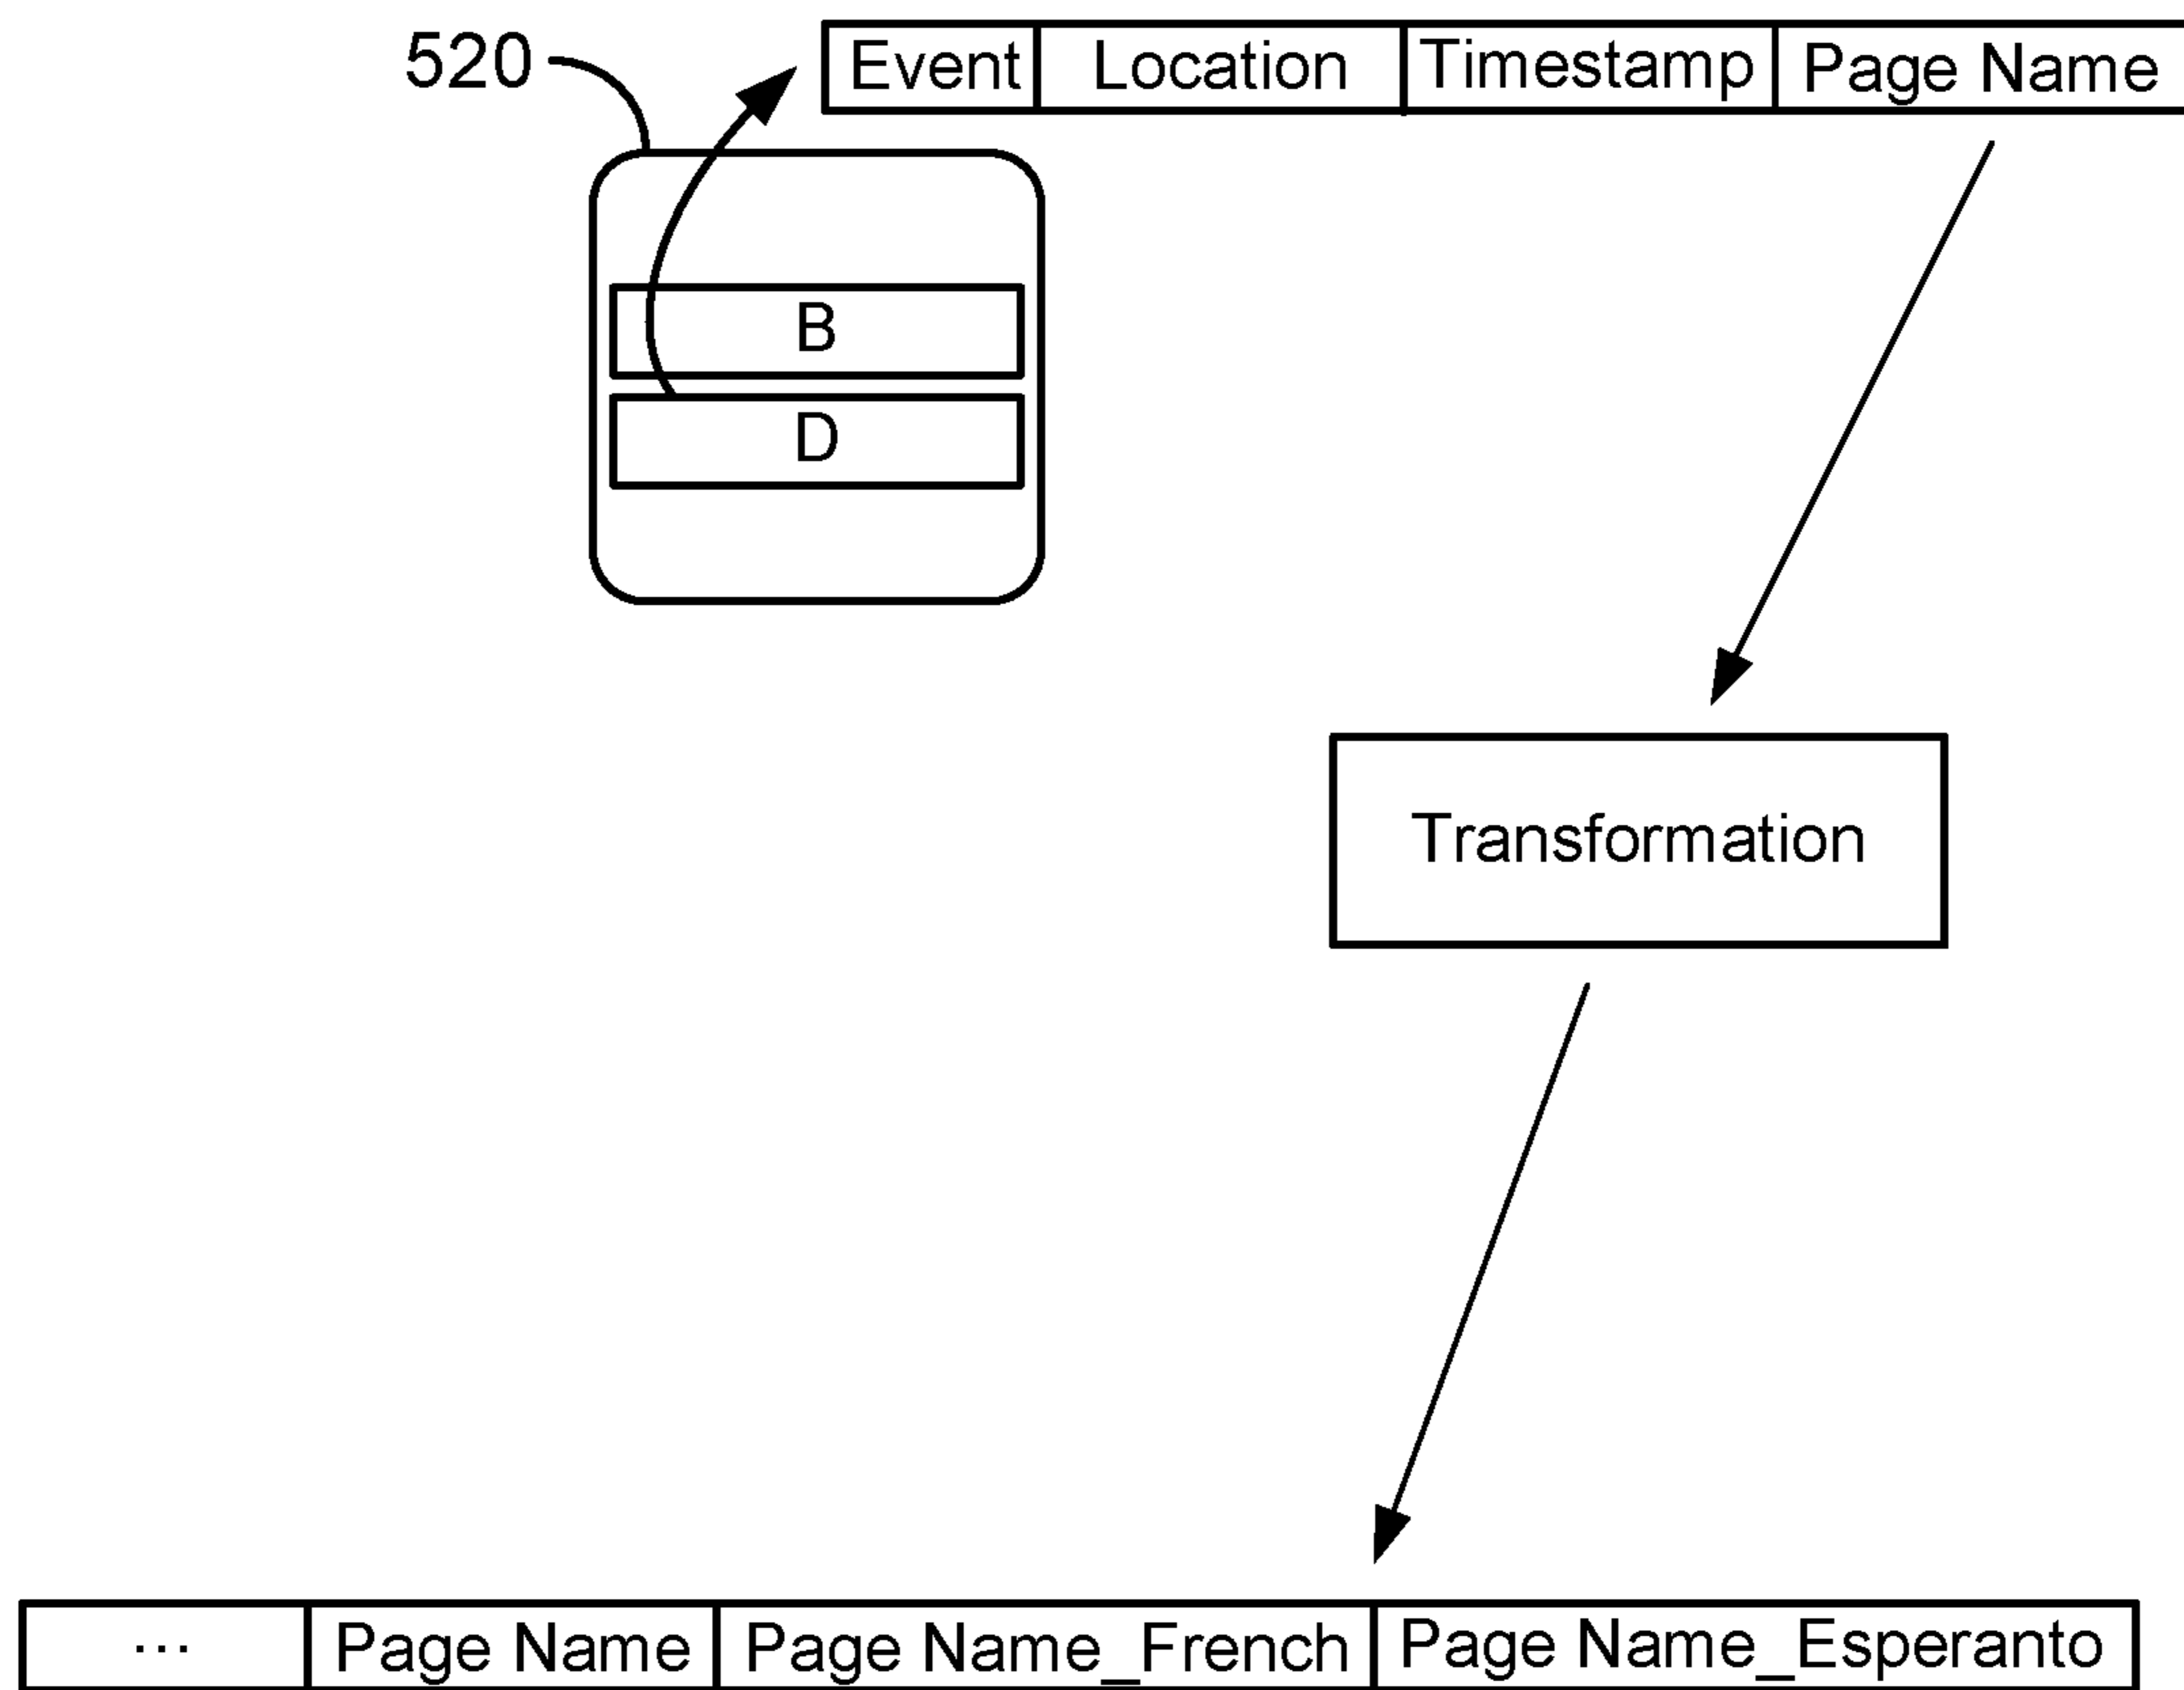 520
Event Location Timestamp Page Name
B
D
Transformation
... Page Name Page Name_French Page Name_Esperanto